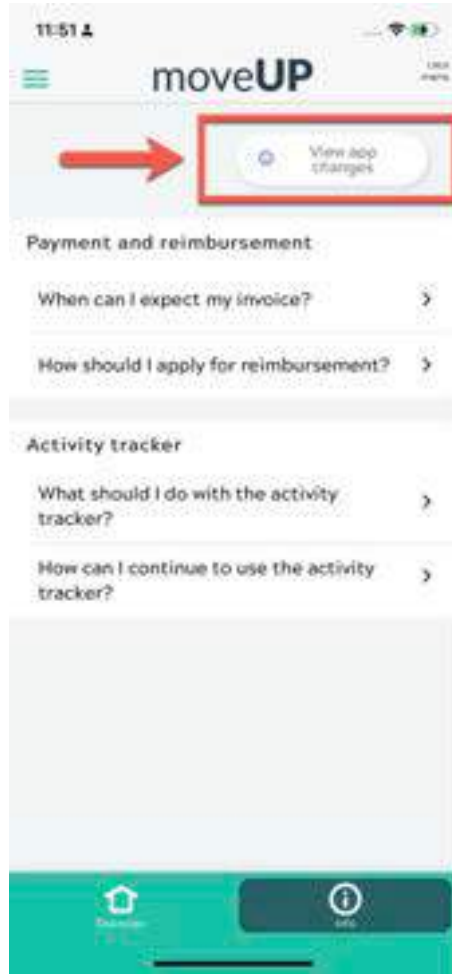 11:51
moveUP
View app
changes
Payment and reimbursement
When can I expect my invoice?
How should I apply for reimbursement?
Activity tracker
What should I do with the activity
tracker?
How can I continue to use the activity
tracker?
Info